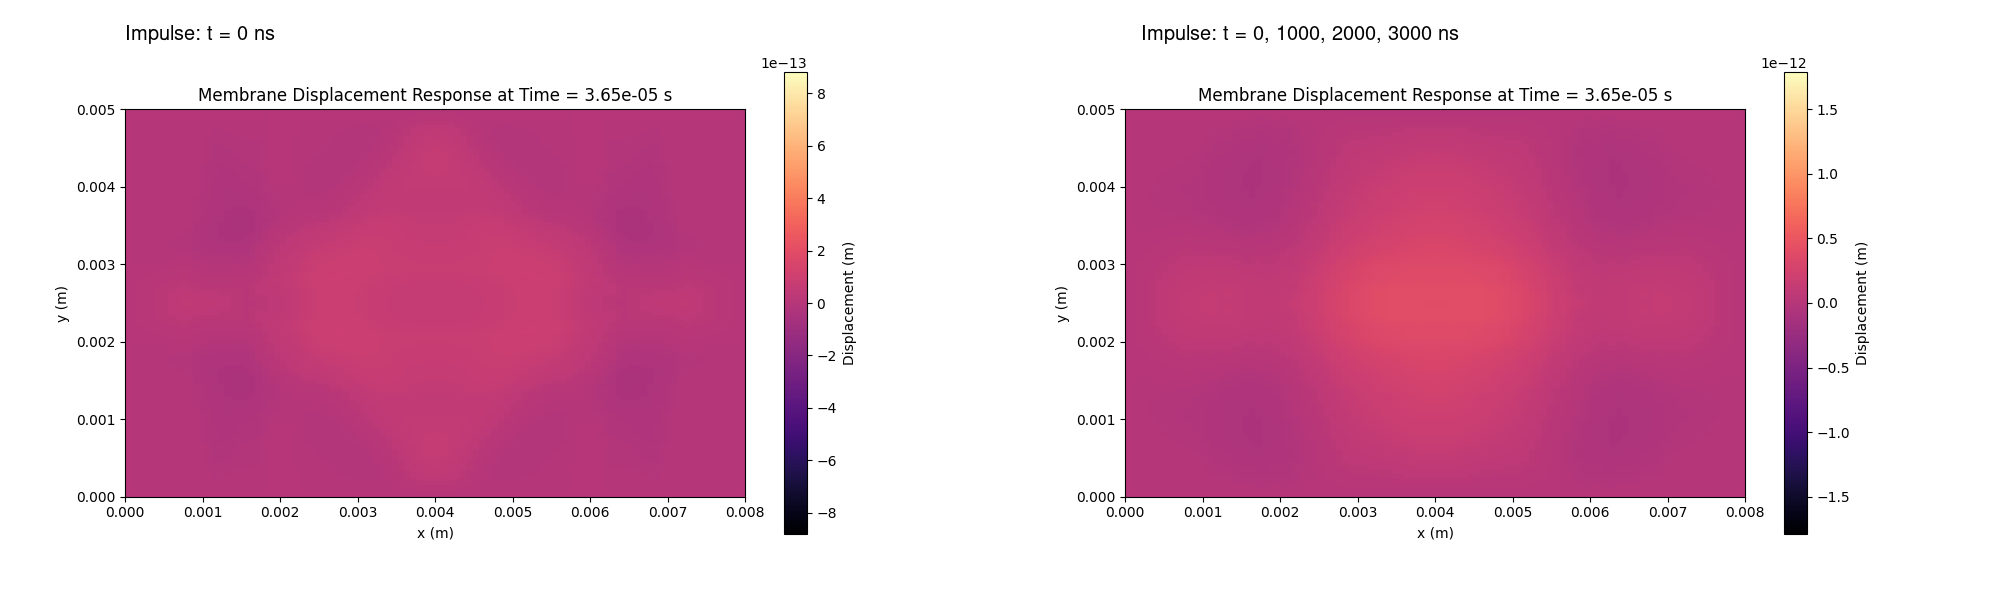 Impulse: t = 0 ns
1e−13
Membrane Displacement Response at Time = 3.65e-05 s
0.005
0.004
0.003
0.002
0.001
0.000
y (m)
0.000 0.001 0.002 0.003 0.004 0.005 0.006 0.007 0.008
x (m)
8
6
4
2
0
−2
−4
−6
−8
Displacement (m)
Impulse: t = 0, 1000, 2000, 3000 ns
1e−12
Membrane Displacement Response at Time = 3.65e-05 s
0.005
0.004
0.003
0.002
0.001
0.000
y (m)
0.000 0.001 0.002 0.003 0.004 0.005 0.006 0.007 0.008
x (m)
1.5
1.0
0.5
0.0
−0.5
−1.0
−1.5
Displacement (m)